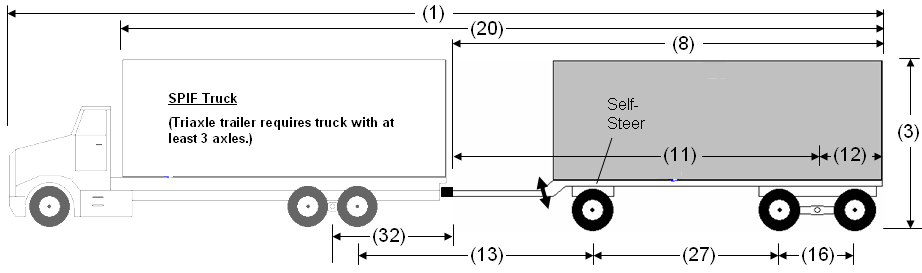 (1)
(20)
(8)
SPIF Truck
(Triaxle trailer requires truck with at
least 3 axles.)
Self-
Steer
(3)
(11)
(12)
(32)
(13)
(27)
(16)